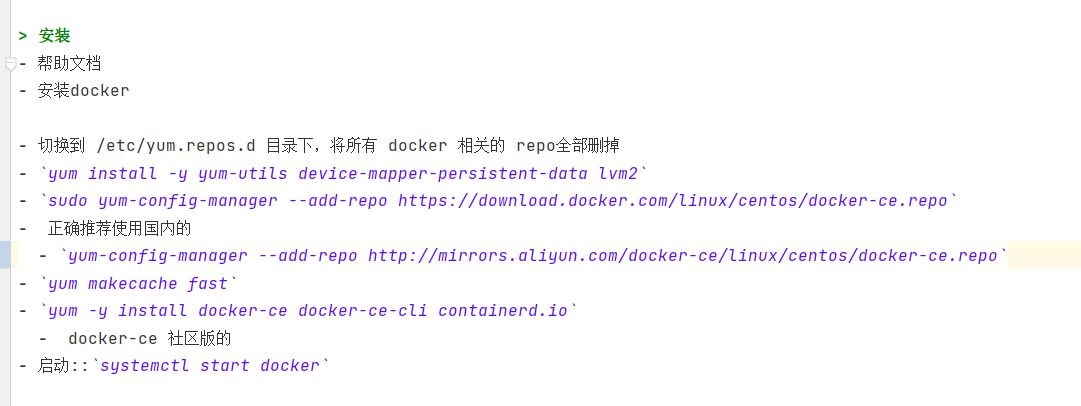 > 安装
- 帮助文档
- 安装docker
- 切换到 /etc/yum.repos.d 目录下，将所有 docker 相关的 repo全部删掉
- `yum install -y yum-utils device-mapper-persistent-data lvm2`
- `sudo yum-config-manager --add-repo https://download.docker.com/linux/centos/docker-ce.repo`
-  正确推荐使用国内的
  - `yum-config-manager --add-repo http://mirrors.aliyun.com/docker-ce/linux/centos/docker-ce.repo`
- `yum makecache fast`
- `yum -y install docker-ce docker-ce-cli containerd.io`
  -  docker-ce 社区版的
- 启动::`systemctl start docker`